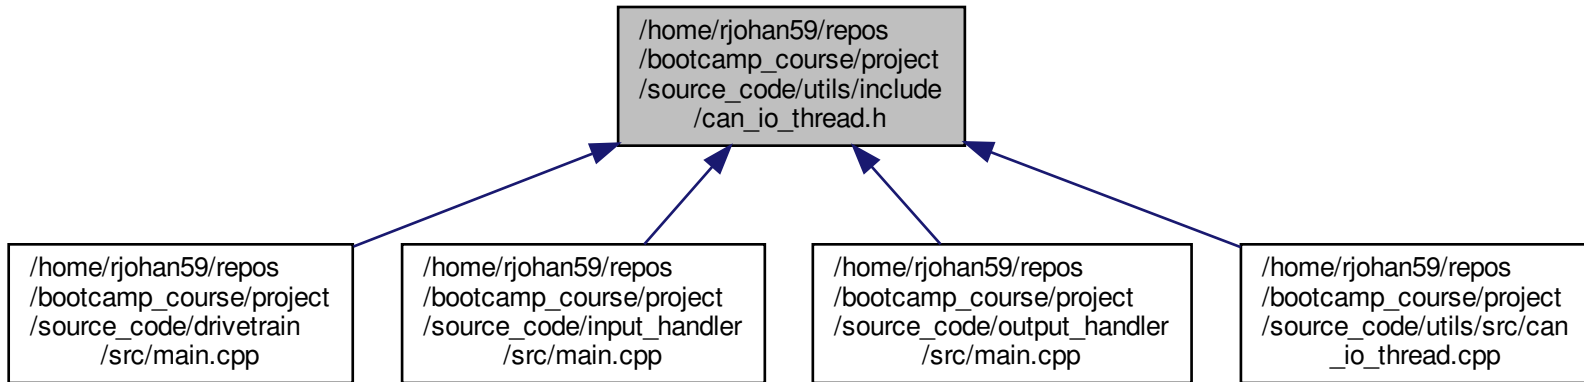 /home/rjohan59/repos
/bootcamp_course/project
/source_code/utils/include
/can_io_thread.h
/home/rjohan59/repos
/bootcamp_course/project
/source_code/drivetrain
/src/main.cpp
/home/rjohan59/repos
/bootcamp_course/project
/source_code/input_handler
/src/main.cpp
/home/rjohan59/repos
/bootcamp_course/project
/source_code/output_handler
/src/main.cpp
/home/rjohan59/repos
/bootcamp_course/project
/source_code/utils/src/can
_io_thread.cpp